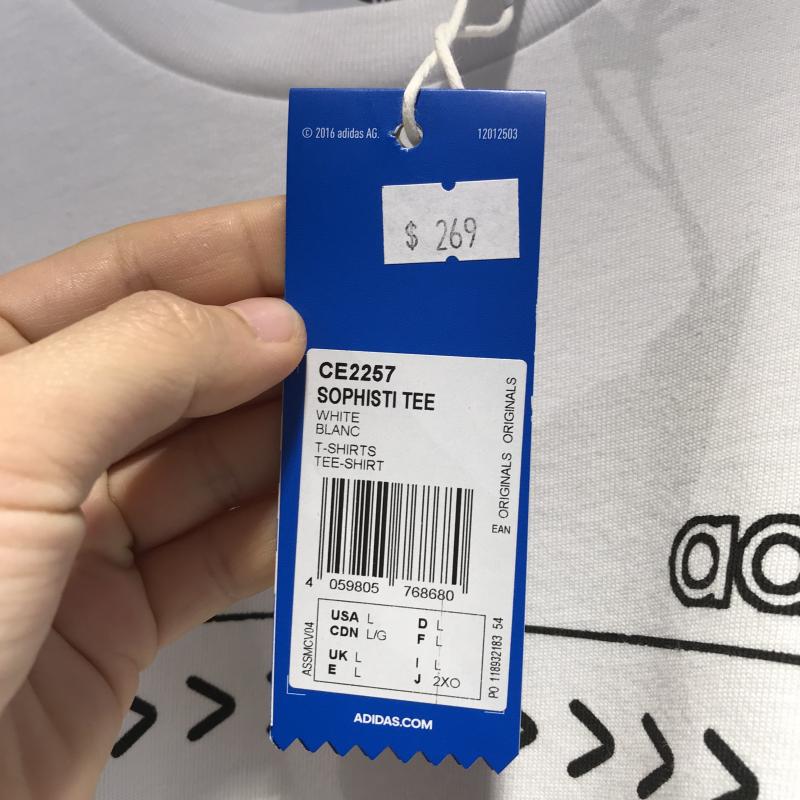 © 2016 adidas AG.
12012503
$ 269
CE2257
SOPHISTI TEE
WHITE
BLANC
T-SHIRTS
TEE-SHIRT
ORIGINALS ORIGINALS
EAN
4 059805 768680
ASSMCV04
USA L
CDN L/G
UK L
E L
D L
F L
I L
J 2XO
PO 118932183 54
ADIDAS.COM